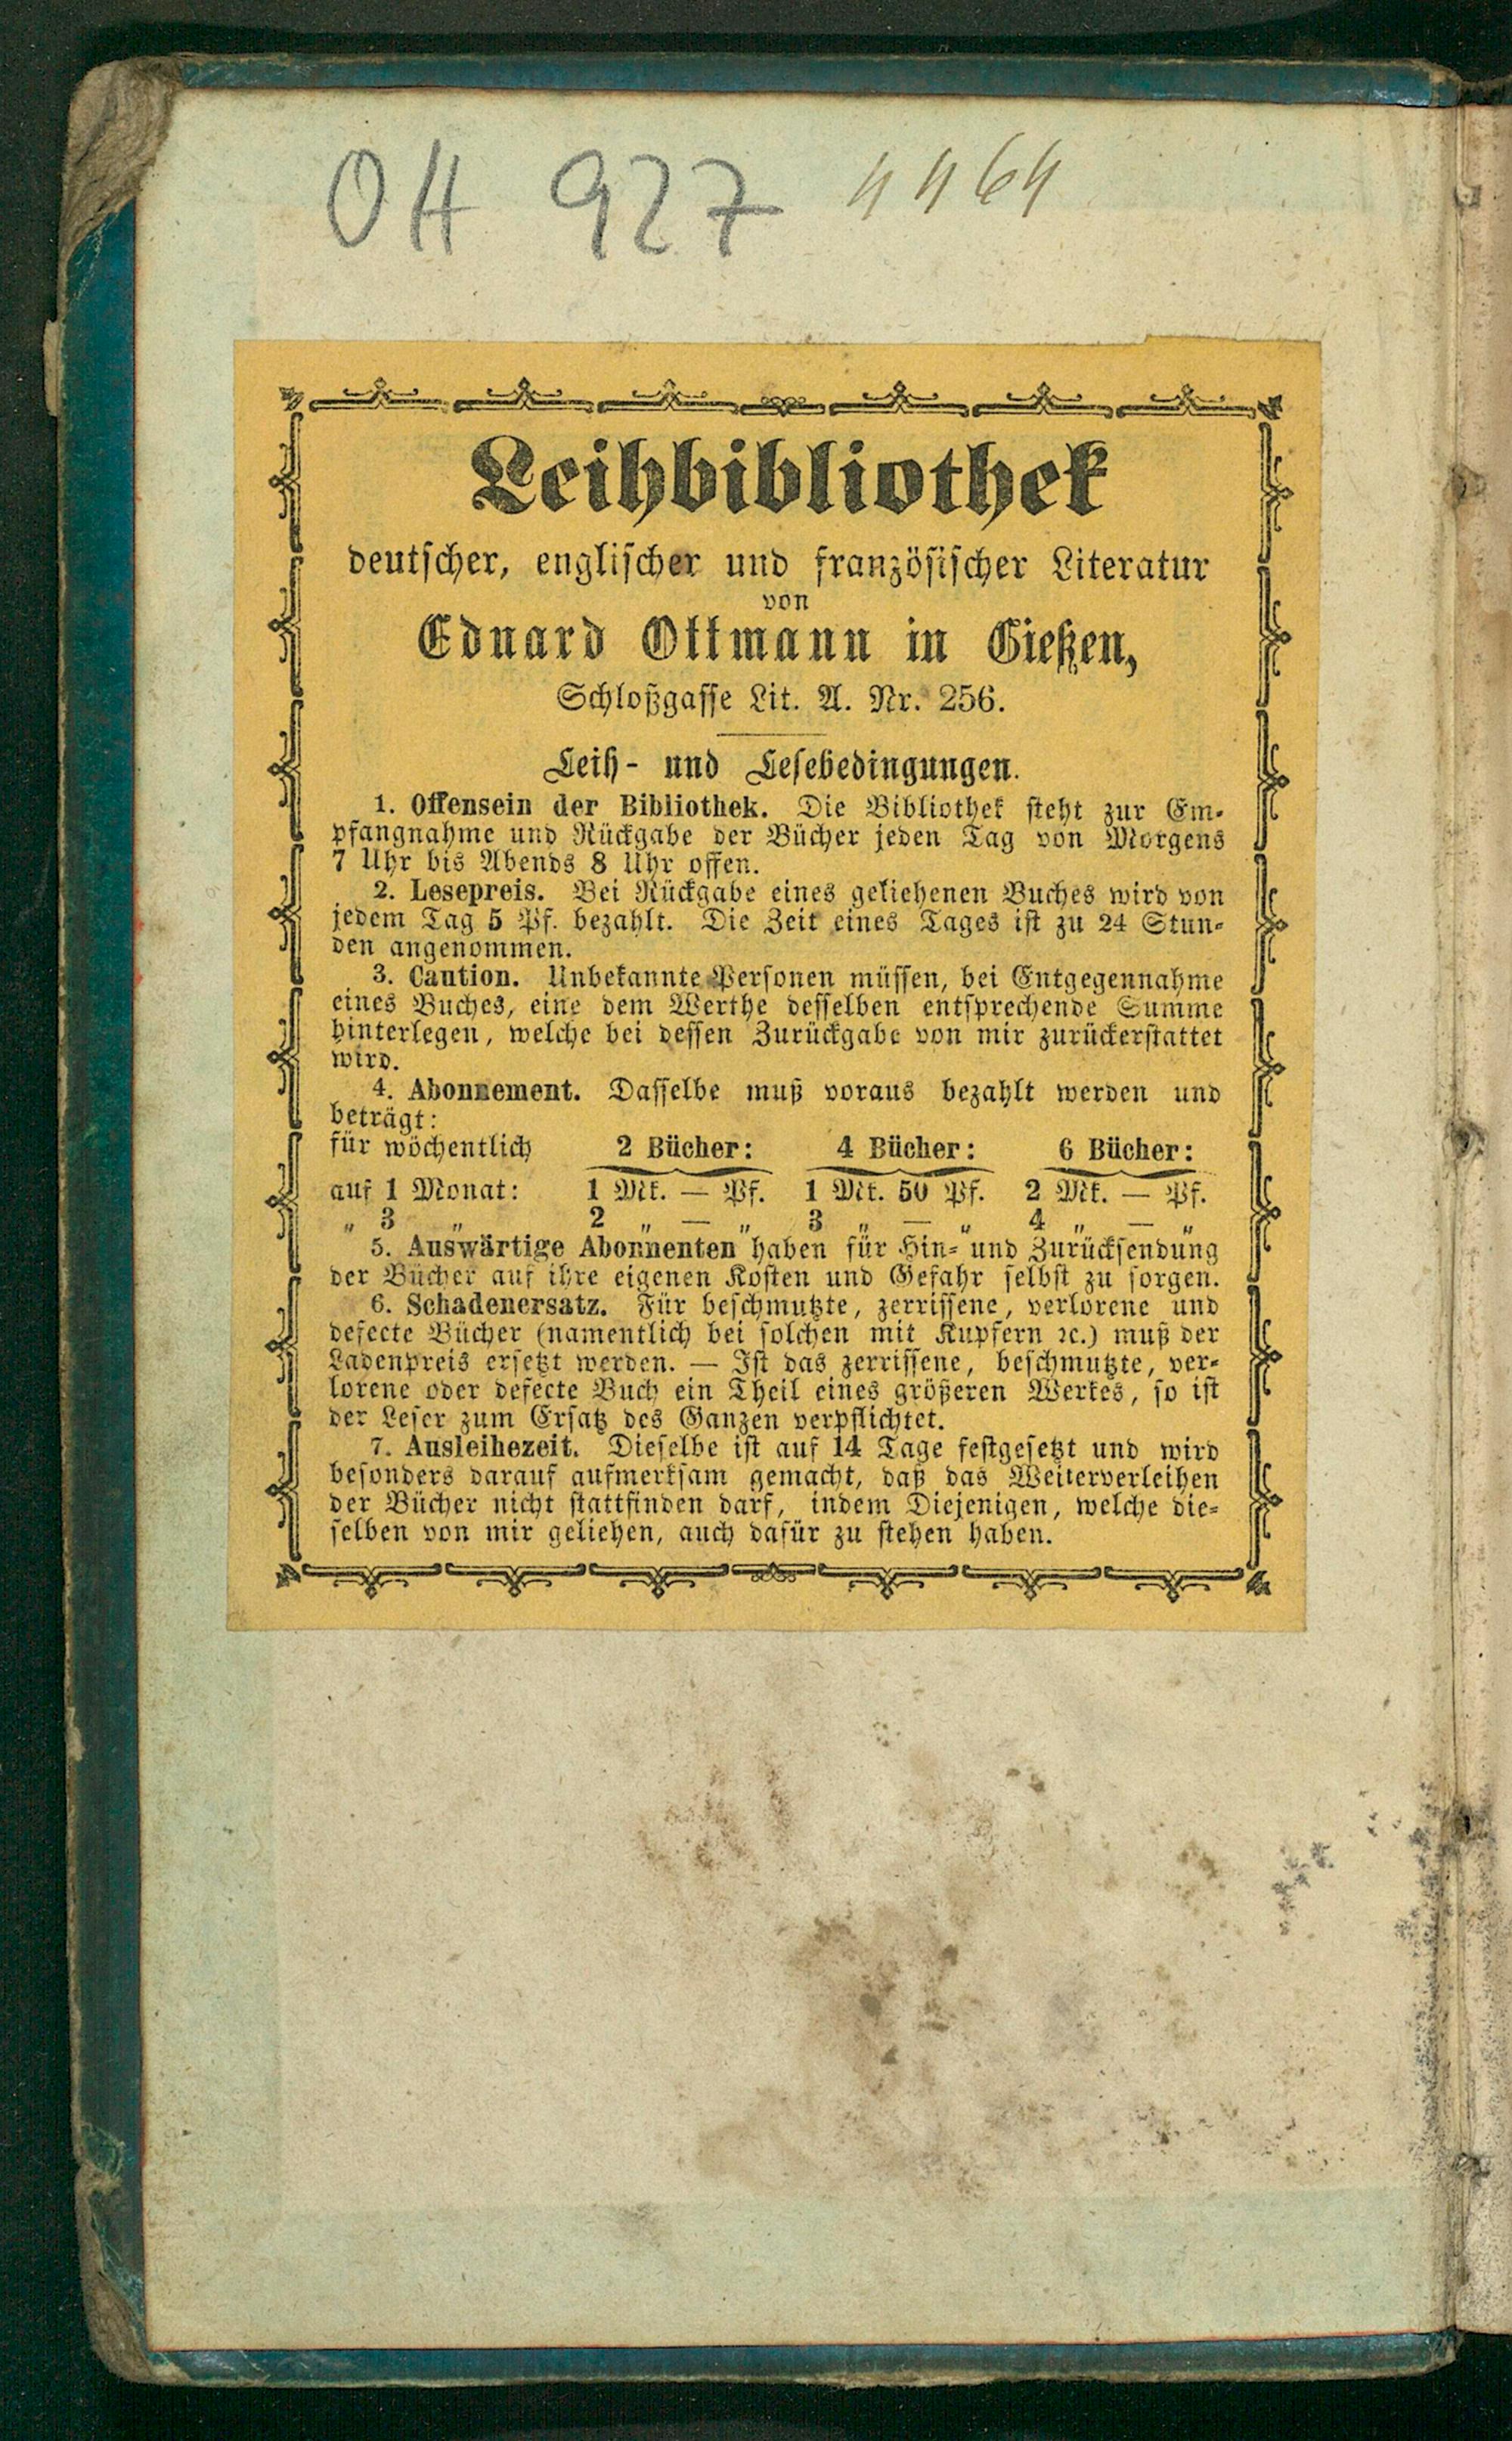 OH 927 4464
Leihbibliothek
deutscher, englischer und französischer Literatur
von
Eduard Ottmann in Gießen,
Schloßgasse Lit. A. Nr. 256.
Leih- und Lesebedingungen.
1. Offensein der Bibliothek. Die Bibliothek steht zur Em-
pfangnahme und Rückgabe der Bücher jeden Tag von Morgens
7 Uhr bis Abends 8 Uhr offen.
2. Lesepreis. Bei Rückgabe eines geliehenen Buches wird von
jedem Tag 5 Pf. bezahlt. Die Zeit eines Tages ist zu 24 Stun-
den angenommen.
3. Caution. Unbekannte Personen müssen, bei Entgegennahme
eines Buches, eine dem Werthe desselben entsprechende Summe
hinterlegen, welche bei dessen Zurückgabe von mir zurückerstattet
wird.
4. Abonnement. Dasselbe muß voraus bezahlt werden und
beträgt:
für wöchentlich 2 Bücher: 4 Bücher: 6 Bücher:
auf 1 Monat: 1 Mk. — Pf. 1 Mk. 50 Pf. 2 Mk. — Pf.
„ 3 „ 2 „ — „ 3 „ — „ 4 „ — „
5. Auswärtige Abonnenten haben für Hin- und Zurücksendung
der Bücher auf ihre eigenen Kosten und Gefahr selbst zu sorgen.
6. Schadenersatz. Für beschmutzte, zerrissene, verlorene und
defecte Bücher (namentlich bei solchen mit Kupfern ꝛc.) muß der
Ladenpreis ersetzt werden. — Ist das zerrissene, beschmutzte, ver-
lorene oder defecte Buch ein Theil eines größeren Werkes, so ist
der Leser zum Ersatz des Ganzen verpflichtet.
7. Ausleihezeit. Dieselbe ist auf 14 Tage festgesetzt und wird
besonders darauf aufmerksam gemacht, daß das Weiterverleihen
der Bücher nicht stattfinden darf, indem Diejenigen, welche die-
selben von mir geliehen, auch dafür zu stehen haben.